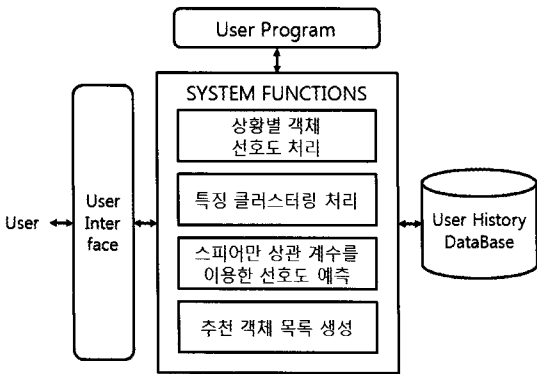 User Program
SYSTEM FUNCTIONS
상황별 객체
선호도 처리
특징 클러스터링 처리
스피어만 상관 계수를
이용한 선호도 예측
추천 객체 목록 생성
User
User
Inter
face
User History
DataBase